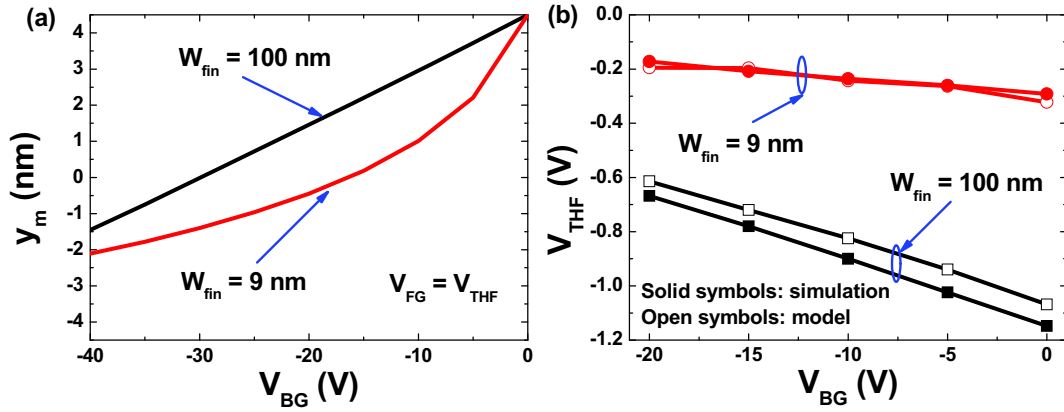 (a)
W_fin = 100 nm
W_fin = 9 nm
V_FG = V_THF
y_m (nm)
4
3
2
1
0
-1
-2
-3
-4
-40
-30
-20
-10
0
V_BG (V)
(b)
W_fin = 9 nm
W_fin = 100 nm
Solid symbols: simulation
Open symbols: model
V_THF (V)
0.0
-0.2
-0.4
-0.6
-0.8
-1.0
-1.2
-20
-15
-10
-5
0
V_BG (V)